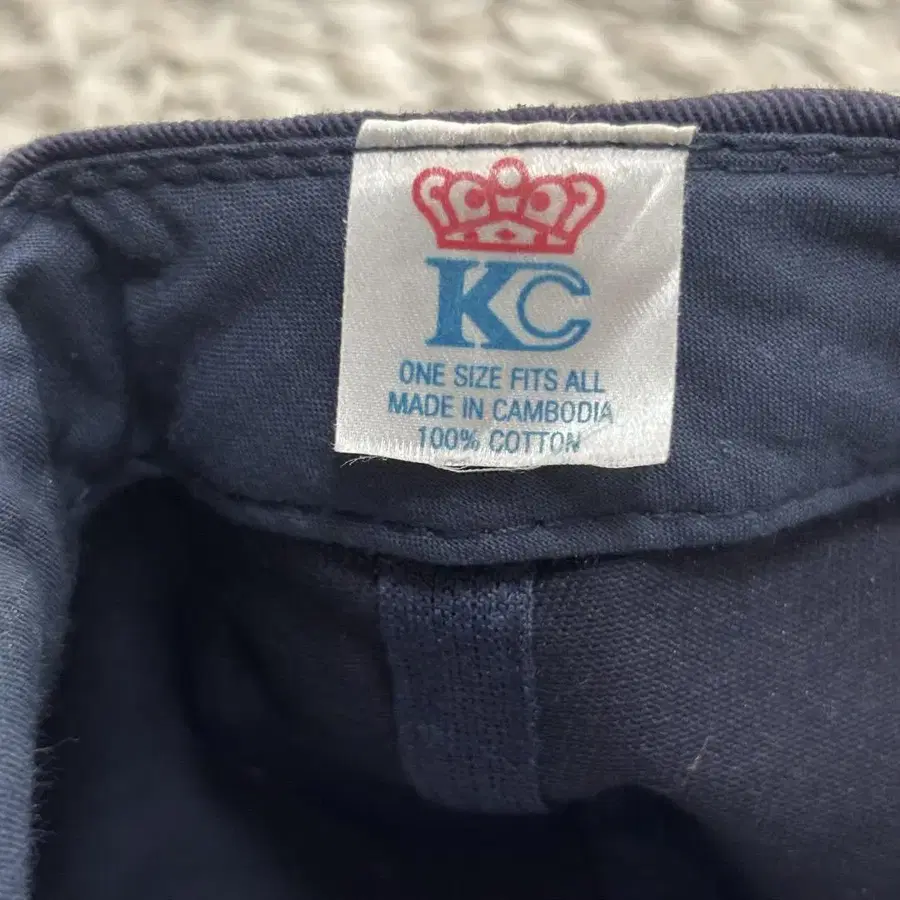 KC
ONE SIZE FITS ALL
MADE IN CAMBODIA
100% COTTON